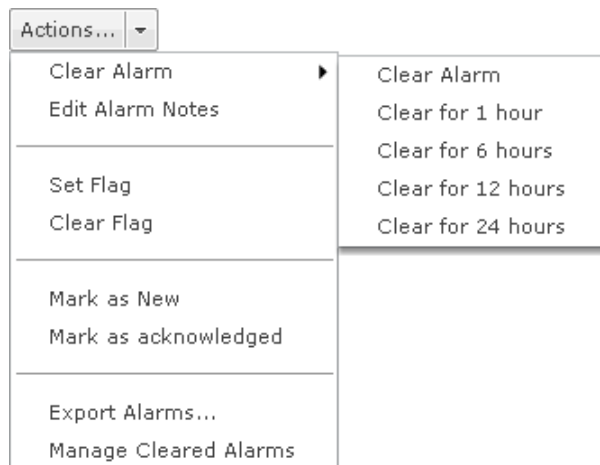 Actions...
Clear Alarm
Edit Alarm Notes
Set Flag
Clear Flag
Mark as New
Mark as acknowledged
Export Alarms...
Manage Cleared Alarms
Clear Alarm
Clear for 1 hour
Clear for 6 hours
Clear for 12 hours
Clear for 24 hours